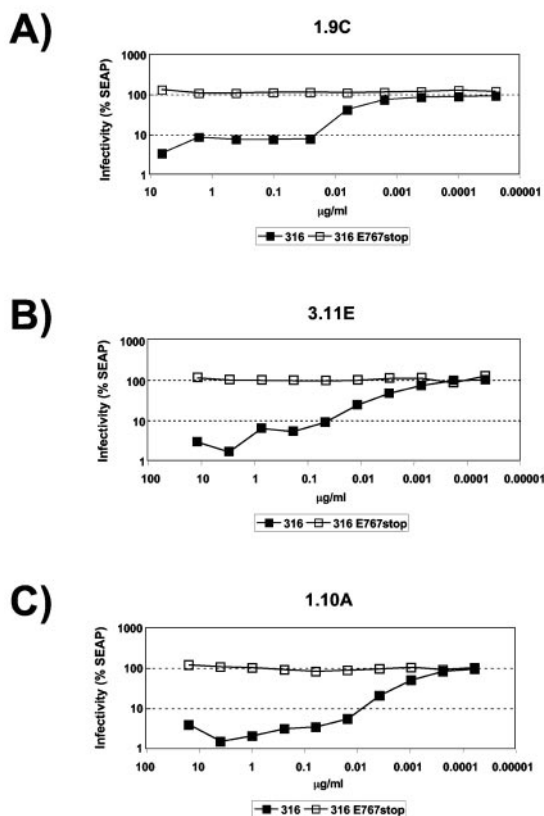 A)
1.9C
Infectivity (% SEAP)
1000
100
10
1
10 1 0.1 0.01 0.001 0.0001 0.00001
µg/ml
316 316 E767stop
B)
3.11E
Infectivity (% SEAP)
1000
100
10
1
100 10 1 0.1 0.01 0.001 0.0001 0.00001
µg/ml
316 316 E767stop
C)
1.10A
Infectivity (% SEAP)
1000
100
10
1
100 10 1 0.1 0.01 0.001 0.0001 0.00001
µg/ml
316 316 E767stop